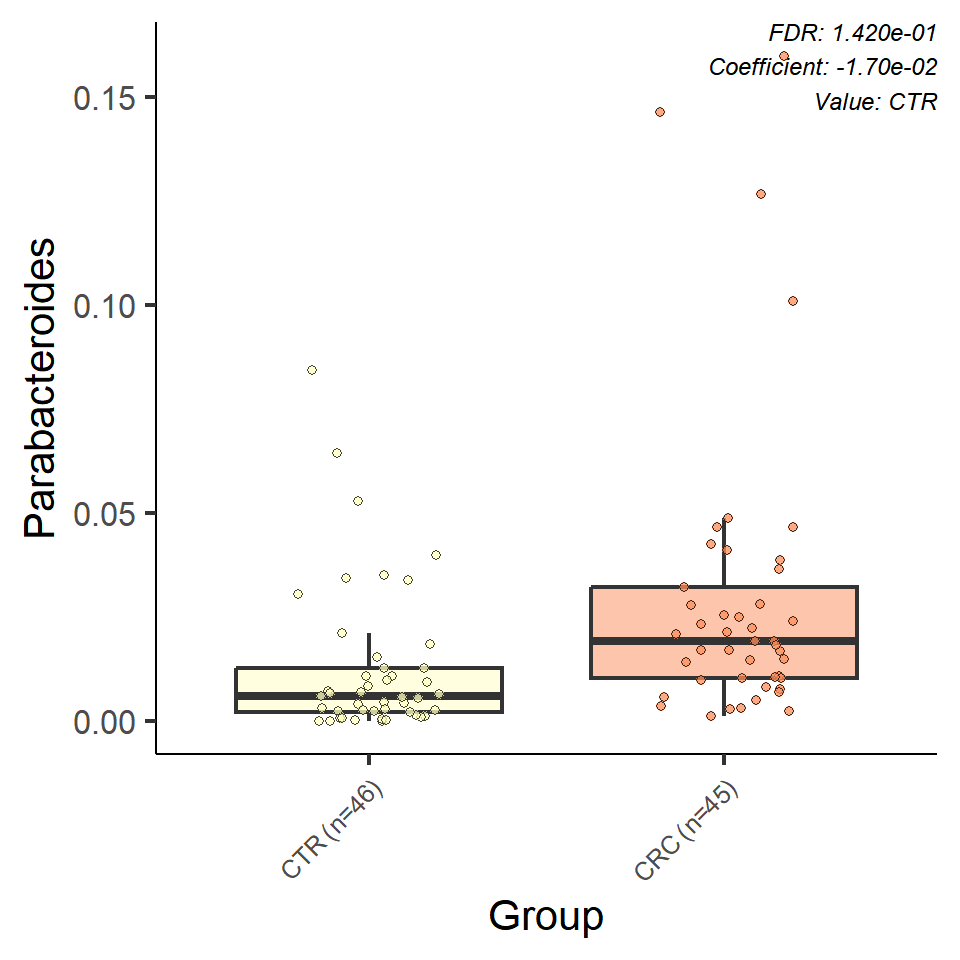 FDR: 1.420e-01
Coefficient: -1.70e-02
Value: CTR
Parabacteroides
0.15
0.10
0.05
0.00
CTR (n=46)
CRC (n=45)
Group